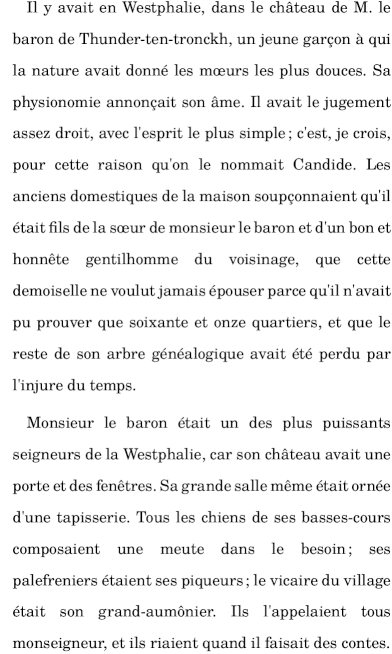 Il y avait en Westphalie, dans le château de M. le
baron de Thunder-ten-tronckh, un jeune garçon à qui
la nature avait donné les mœurs les plus douces. Sa
physionomie annonçait son âme. Il avait le jugement
assez droit, avec l'esprit le plus simple ; c'est, je crois,
pour cette raison qu'on le nommait Candide. Les
anciens domestiques de la maison soupçonnaient qu'il
était fils de la sœur de monsieur le baron et d'un bon et
honnête gentilhomme du voisinage, que cette
demoiselle ne voulut jamais épouser parce qu'il n'avait
pu prouver que soixante et onze quartiers, et que le
reste de son arbre généalogique avait été perdu par
l'injure du temps.
Monsieur le baron était un des plus puissants
seigneurs de la Westphalie, car son château avait une
porte et des fenêtres. Sa grande salle même était ornée
d'une tapisserie. Tous les chiens de ses basses-cours
composaient une meute dans le besoin ; ses
palefreniers étaient ses piqueurs ; le vicaire du village
était son grand-aumônier. Ils l'appelaient tous
monseigneur, et ils riaient quand il faisait des contes.